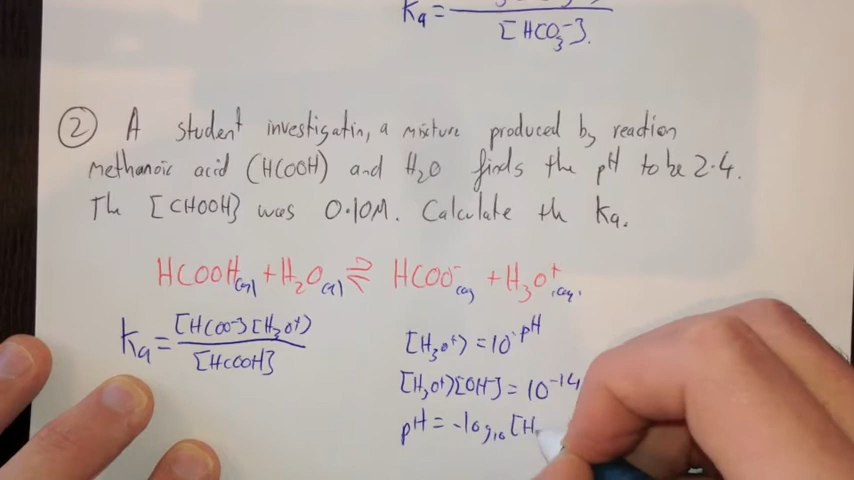 Ka =
[HCO3-].
② A student investigatin, a mixture produced by reaction
methanoic acid (HCOOH) and H2O finds the pH to be 2.4.
The [CHOOH] was 0.10M. Calculate the Ka.
HCOOH(aq) + H2O(l) ⇌ HCOO-(aq) + H3O+(aq).
Ka = [HCOO-][H3O+]
[HCOOH]
[H3O+] = 10-pH
[H3O+][OH-] = 10-14
pH = -log10 [H